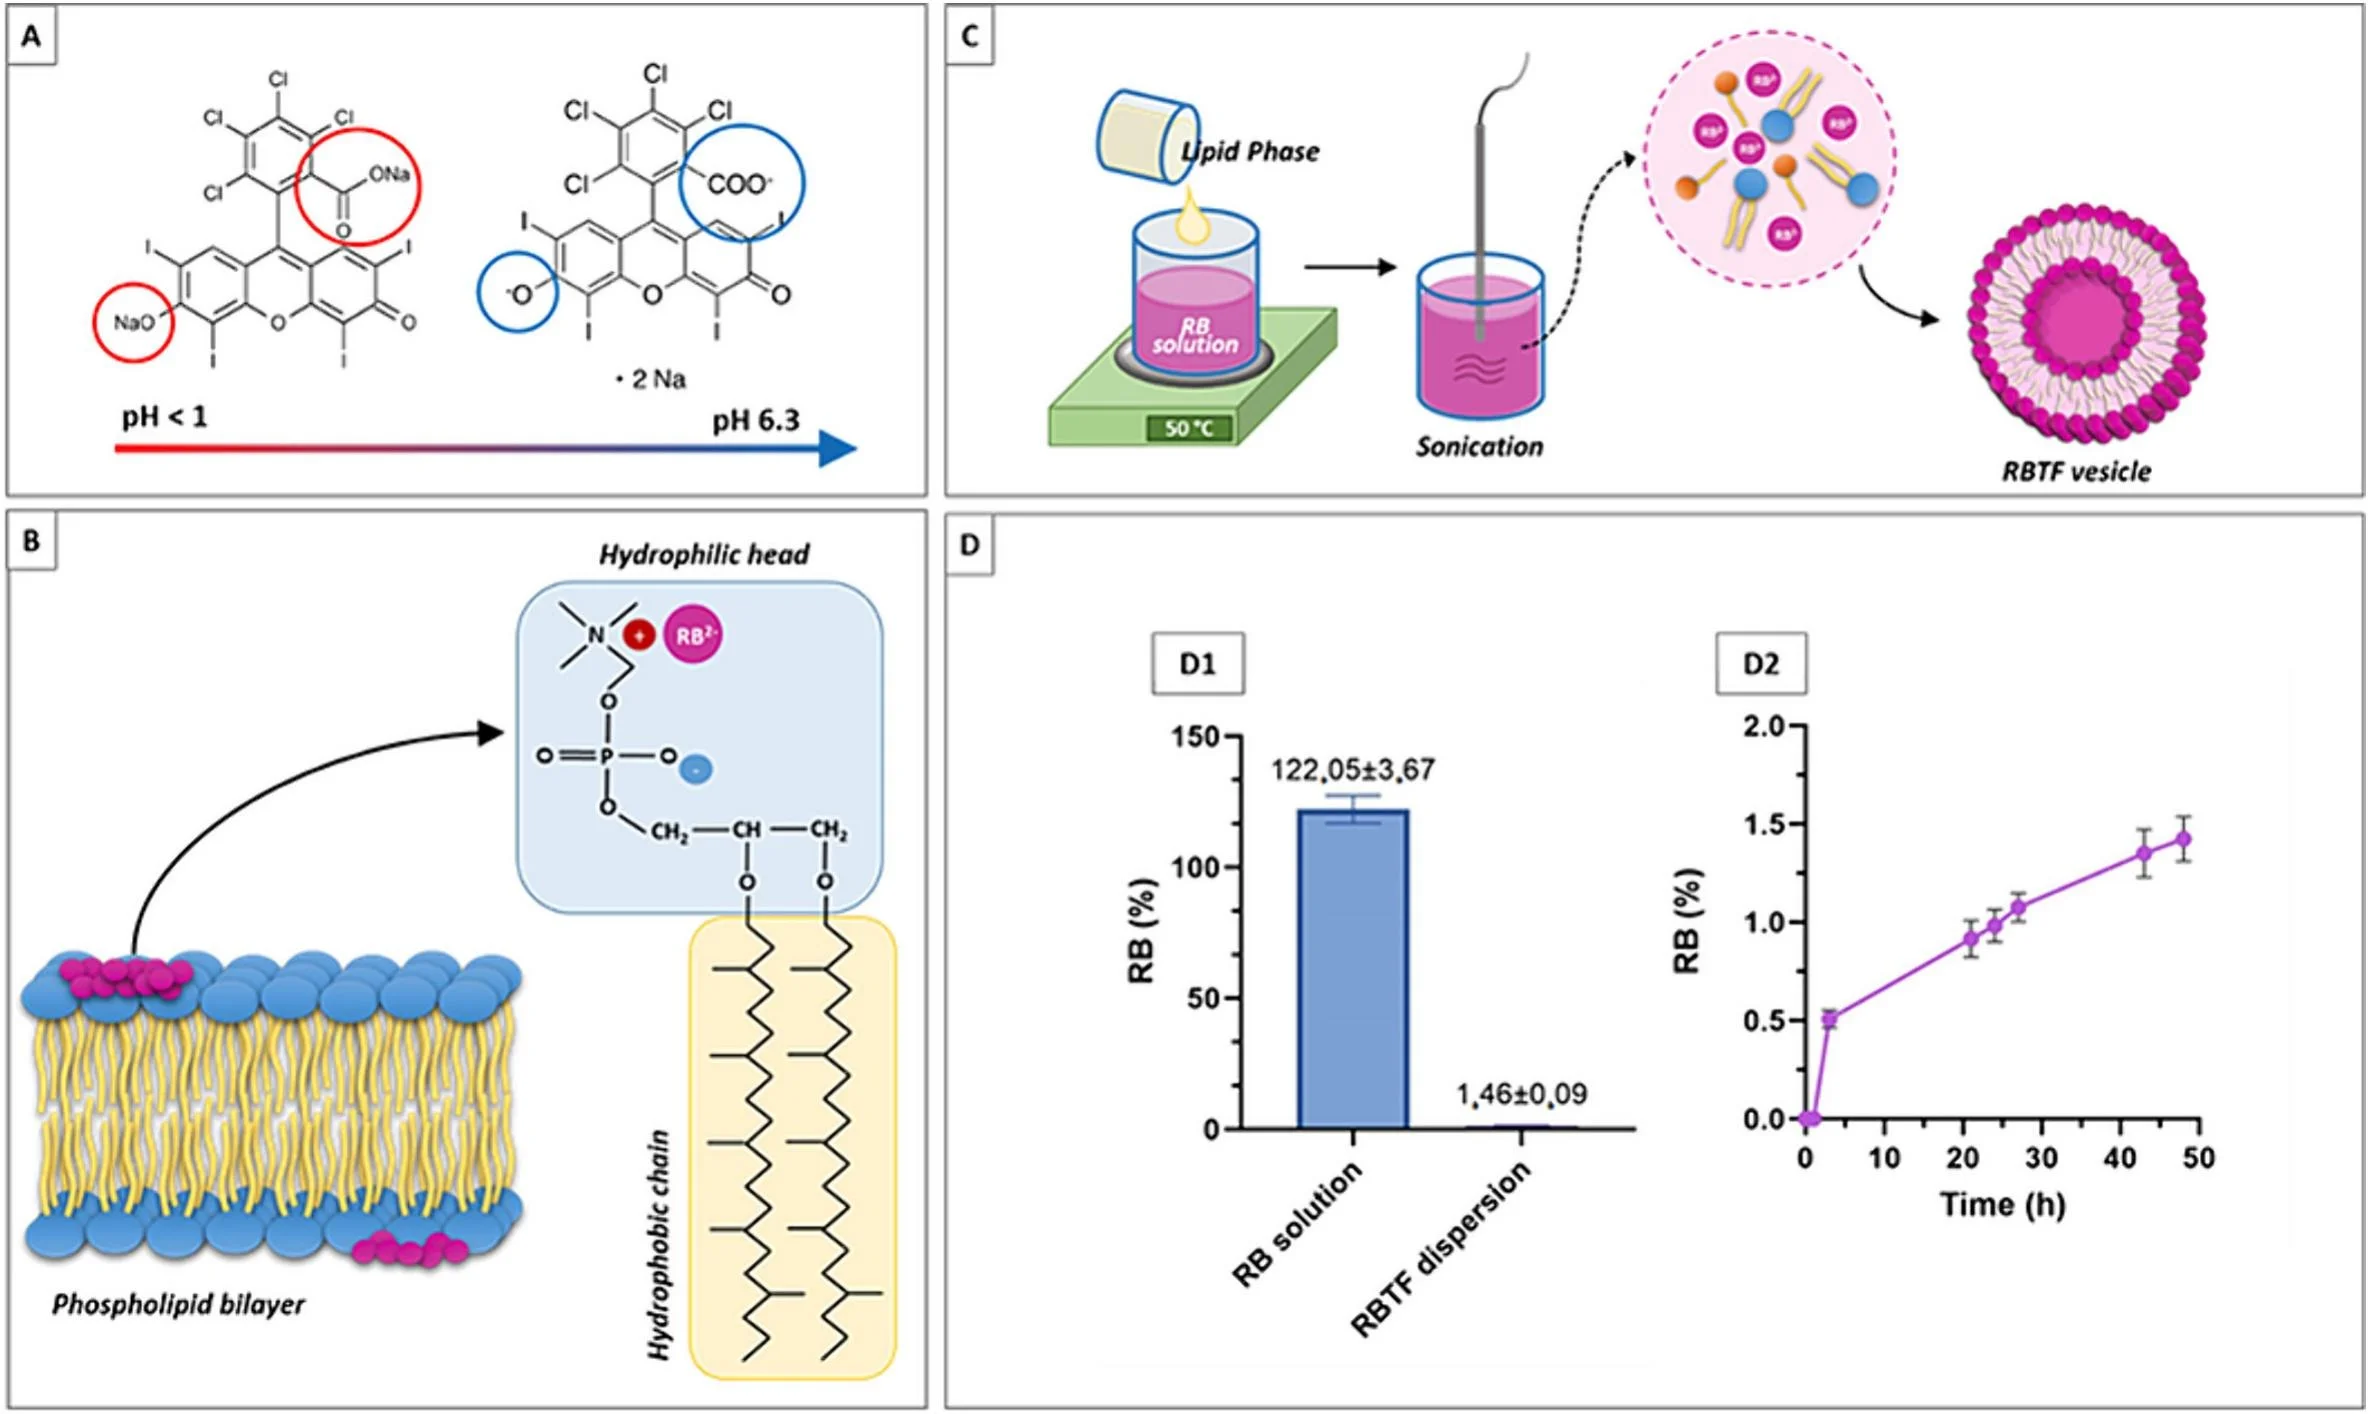 A
Cl
Cl
Cl
Cl
ONa
O
I
I
NaO
O
O
I
I
Cl
Cl
Cl
Cl
COO-
I
I
-O
O
O
I
I
• 2 Na
pH < 1
pH 6.3
B
Hydrophilic head
N
+
RB2-
O
O
P
O
-
O
CH2
CH
CH2
O
O
Hydrophobic chain
Phospholipid bilayer
C
Lipid Phase
RB
solution
50 °C
Sonication
RBTF vesicle
D
D1
150
100
50
0
RB (%)
122.05±3.67
1.46±0.09
RB solution
RBTF dispersion
D2
2.0
1.5
1.0
0.5
0.0
RB (%)
0
10
20
30
40
50
Time (h)